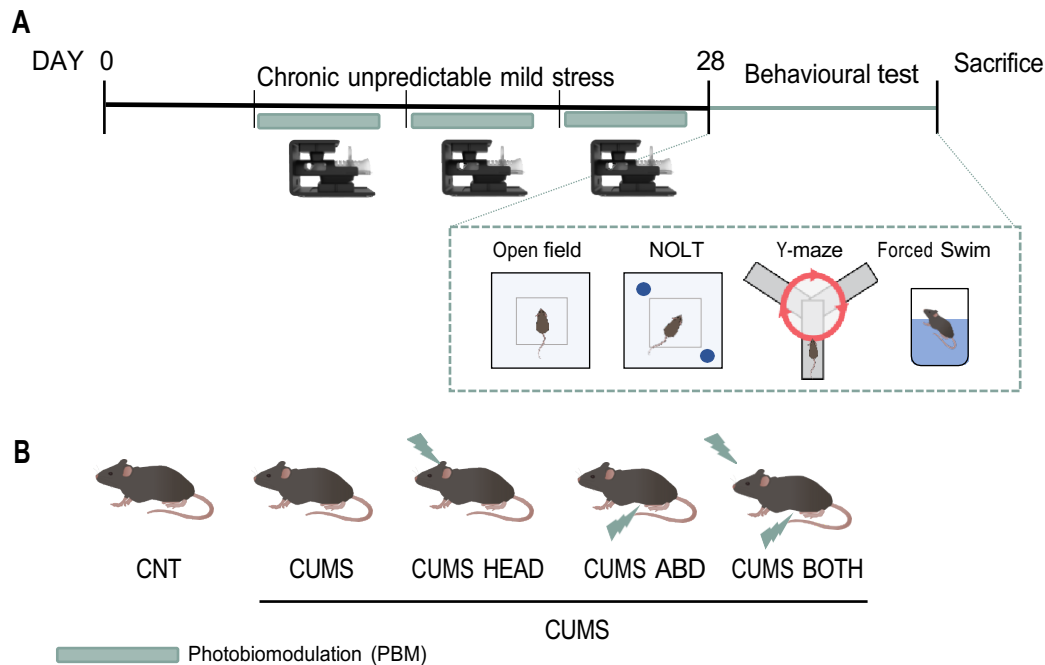 A
DAY 0
Chronic unpredictable mild stress
28
Behavioural test
Sacrifice
Open field
NOLT
Y-maze
Forced Swim
B
CNT
CUMS
CUMS HEAD
CUMS ABD
CUMS BOTH
CUMS
Photobiomodulation (PBM)